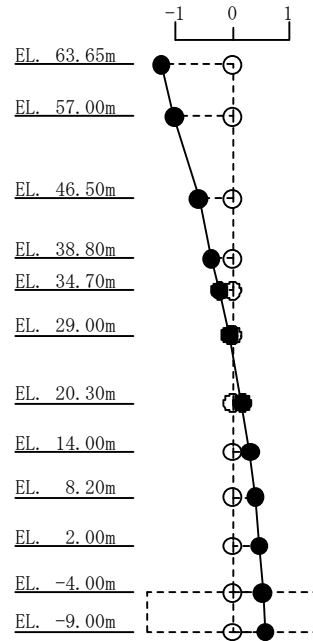 -1 0 1
EL. 63.65m
EL. 57.00m
EL. 46.50m
EL. 38.80m
EL. 34.70m
EL. 29.00m
EL. 20.30m
EL. 14.00m
EL. 8.20m
EL. 2.00m
EL. -4.00m
EL. -9.00m